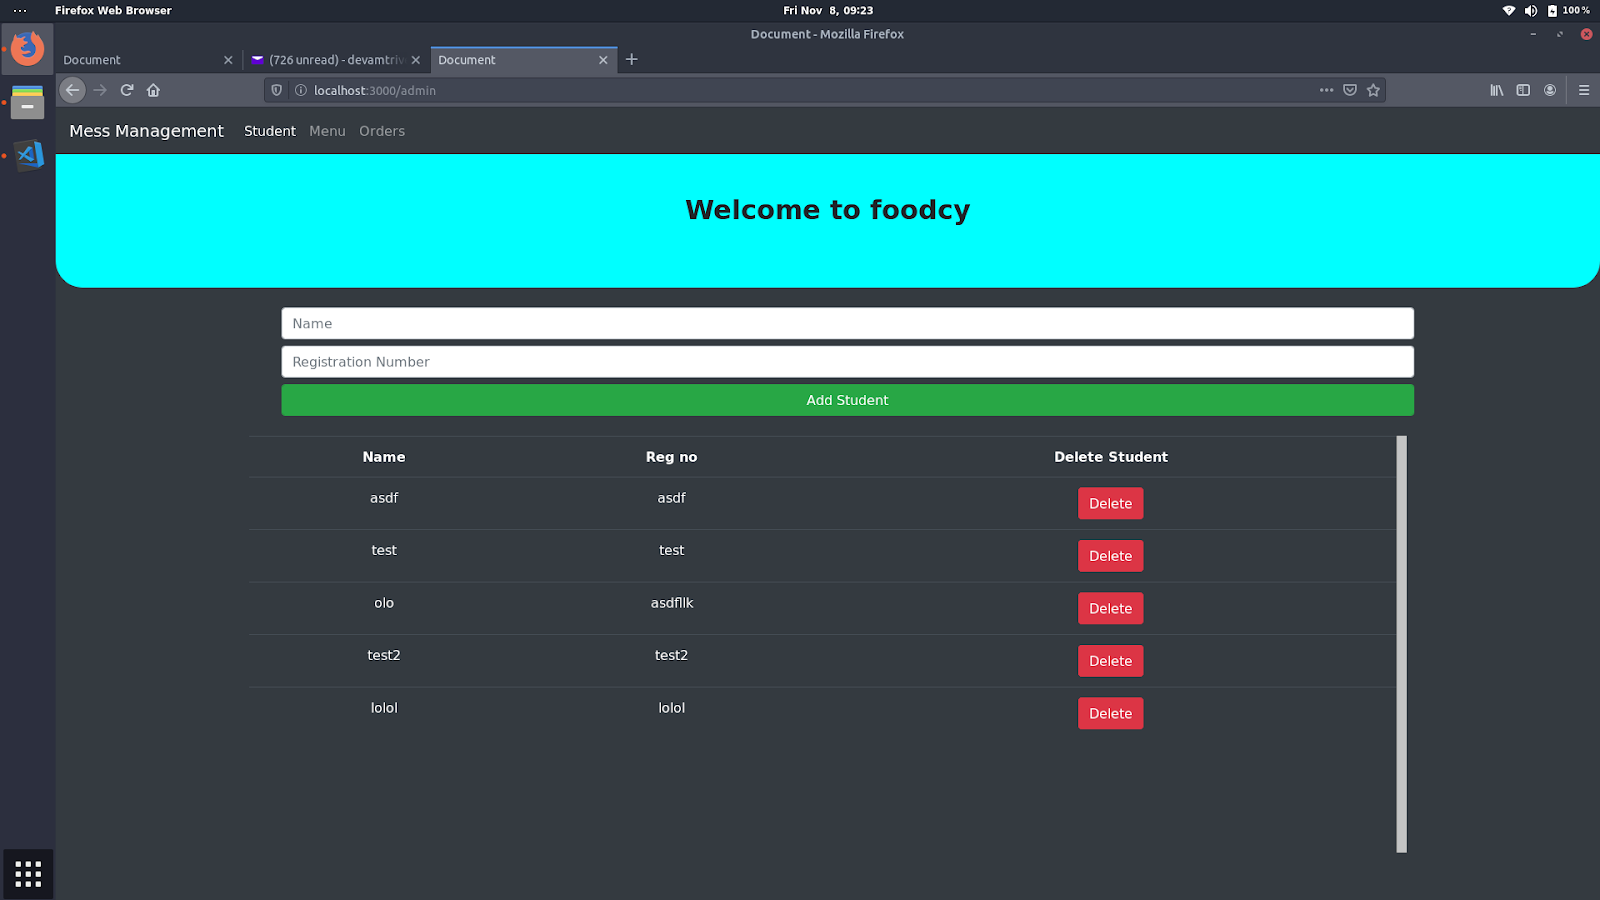 Firefox Web Browser
Fri Nov 8, 09:23
100 %
Document - Mozilla Firefox
Document
(726 unread) - devamtriv
Document
localhost:3000/admin
Mess Management Student Menu Orders
Welcome to foodcy
Name
Registration Number
Add Student
Name Reg no Delete Student
asdf asdf Delete
test test Delete
olo asdfllk Delete
test2 test2 Delete
lolol lolol Delete